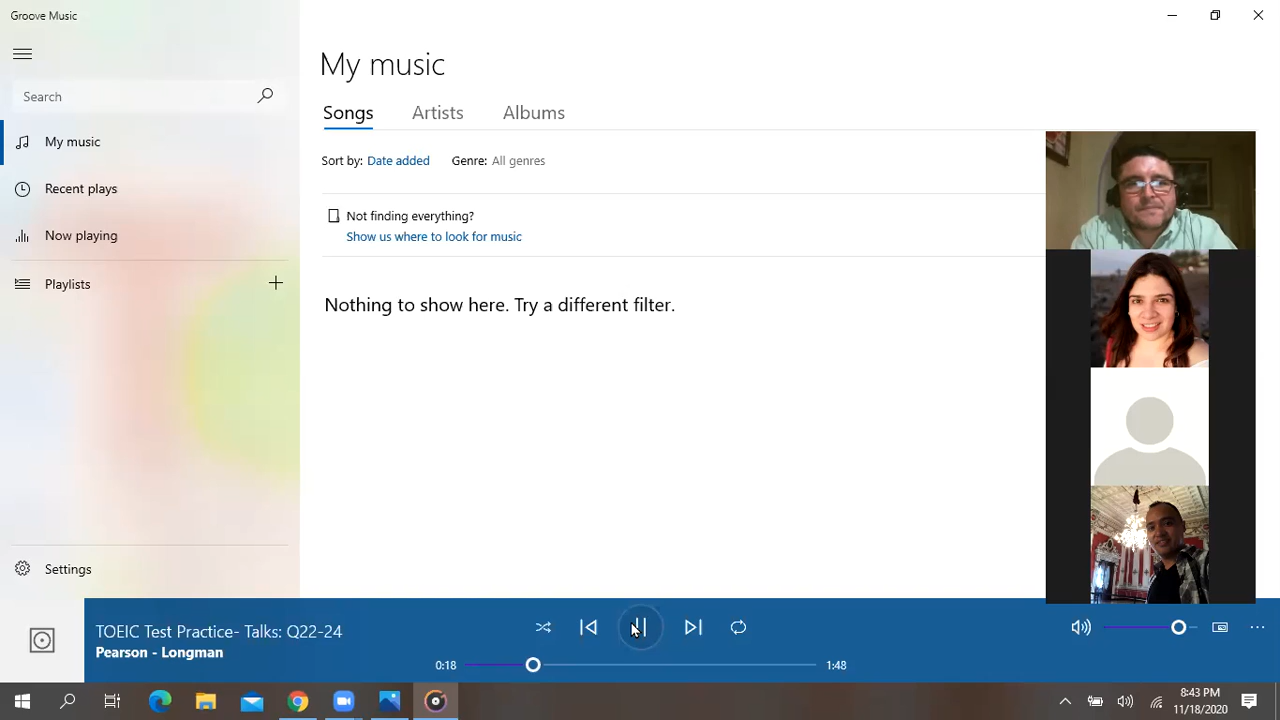 Groove Music
Search
My music
Recent plays
Now playing
Playlists
Settings
My music
Songs Artists Albums
Sort by: Date added Genre: All genres
Not finding everything?
Show us where to look for music
Nothing to show here. Try a different filter.
TOEIC Test Practice- Talks: Q22-24
Pearson - Longman
0:18 1:48
8:43 PM
11/18/2020